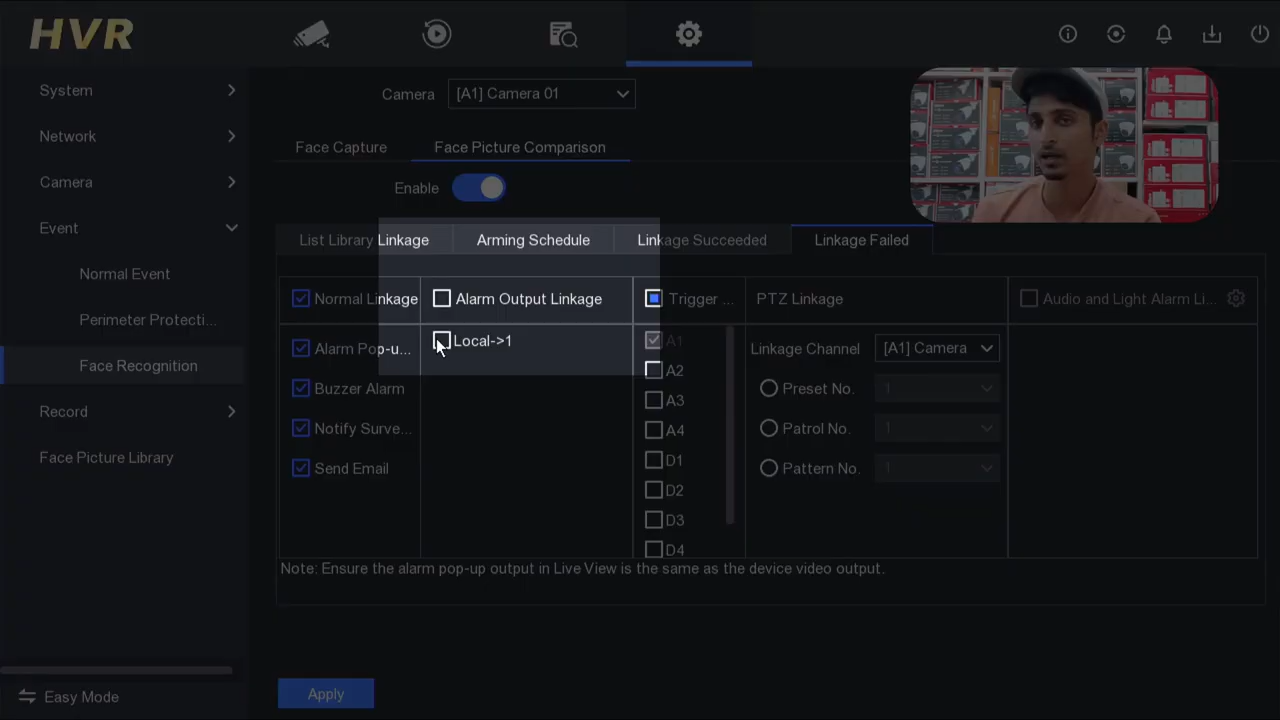 HVR
System
Network
Camera
Event
Normal Event
Perimeter Protecti...
Face Recognition
Record
Face Picture Library
Easy Mode
Camera [A1] Camera 01
Face Capture Face Picture Comparison
Enable
List Library Linkage Arming Schedule Linkage Succeeded Linkage Failed
Normal Linkage Alarm Output Linkage Trigger ... PTZ Linkage Audio and Light Alarm Li...
Alarm Pop-u...
Buzzer Alarm
Notify Surve...
Send Email
Local->1
A1
A2
A3
A4
D1
D2
D3
D4
Linkage Channel [A1] Camera
Preset No. 1
Patrol No. 1
Pattern No. 1
Note: Ensure the alarm pop-up output in Live View is the same as the device video output.
Apply